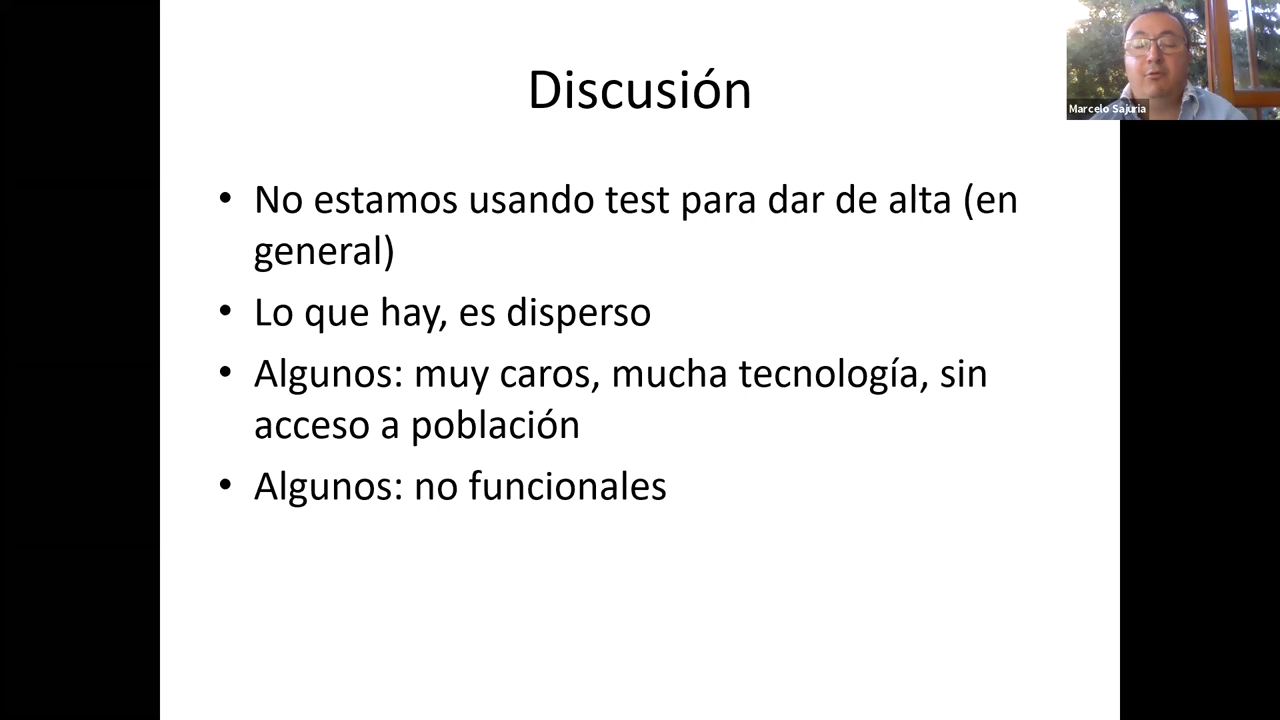 Discusión
Marcelo Sajuria
• No estamos usando test para dar de alta (en
general)
• Lo que hay, es disperso
• Algunos: muy caros, mucha tecnología, sin
acceso a población
• Algunos: no funcionales